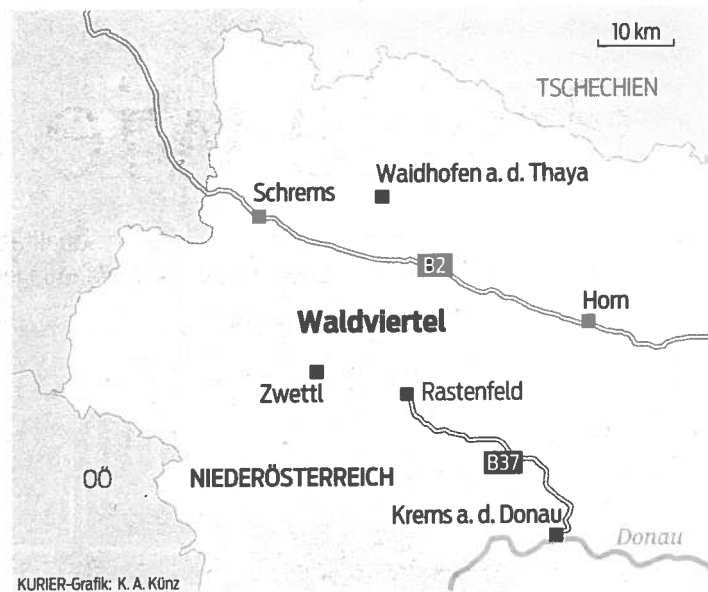 10 km
TSCHECHIEN
Waidhofen a. d. Thaya
Schrems
B2
Horn
Waldviertel
Zwettl
Rastenfeld
OÖ
NIEDERÖSTERREICH
B37
Krems a. d. Donau
Donau
KURIER-Grafik: K. A. Künz